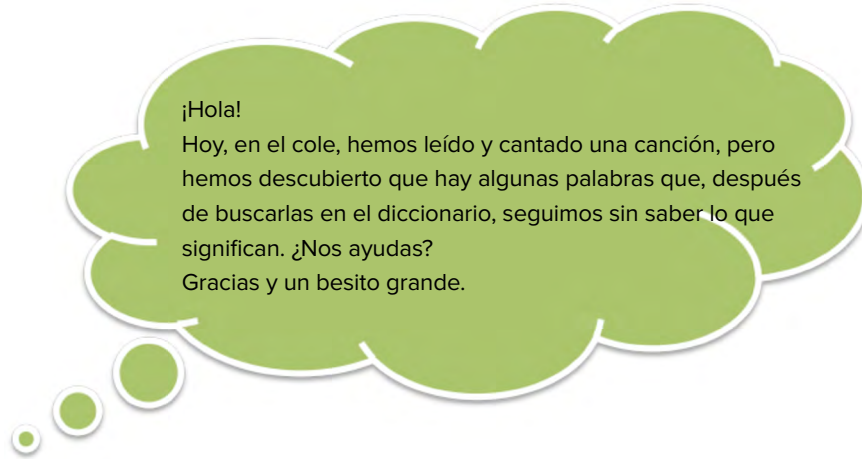 ¡Hola!
Hoy, en el cole, hemos leído y cantado una canción, pero
hemos descubierto que hay algunas palabras que, después
de buscarlas en el diccionario, seguimos sin saber lo que
significan. ¿Nos ayudas?
Gracias y un besito grande.